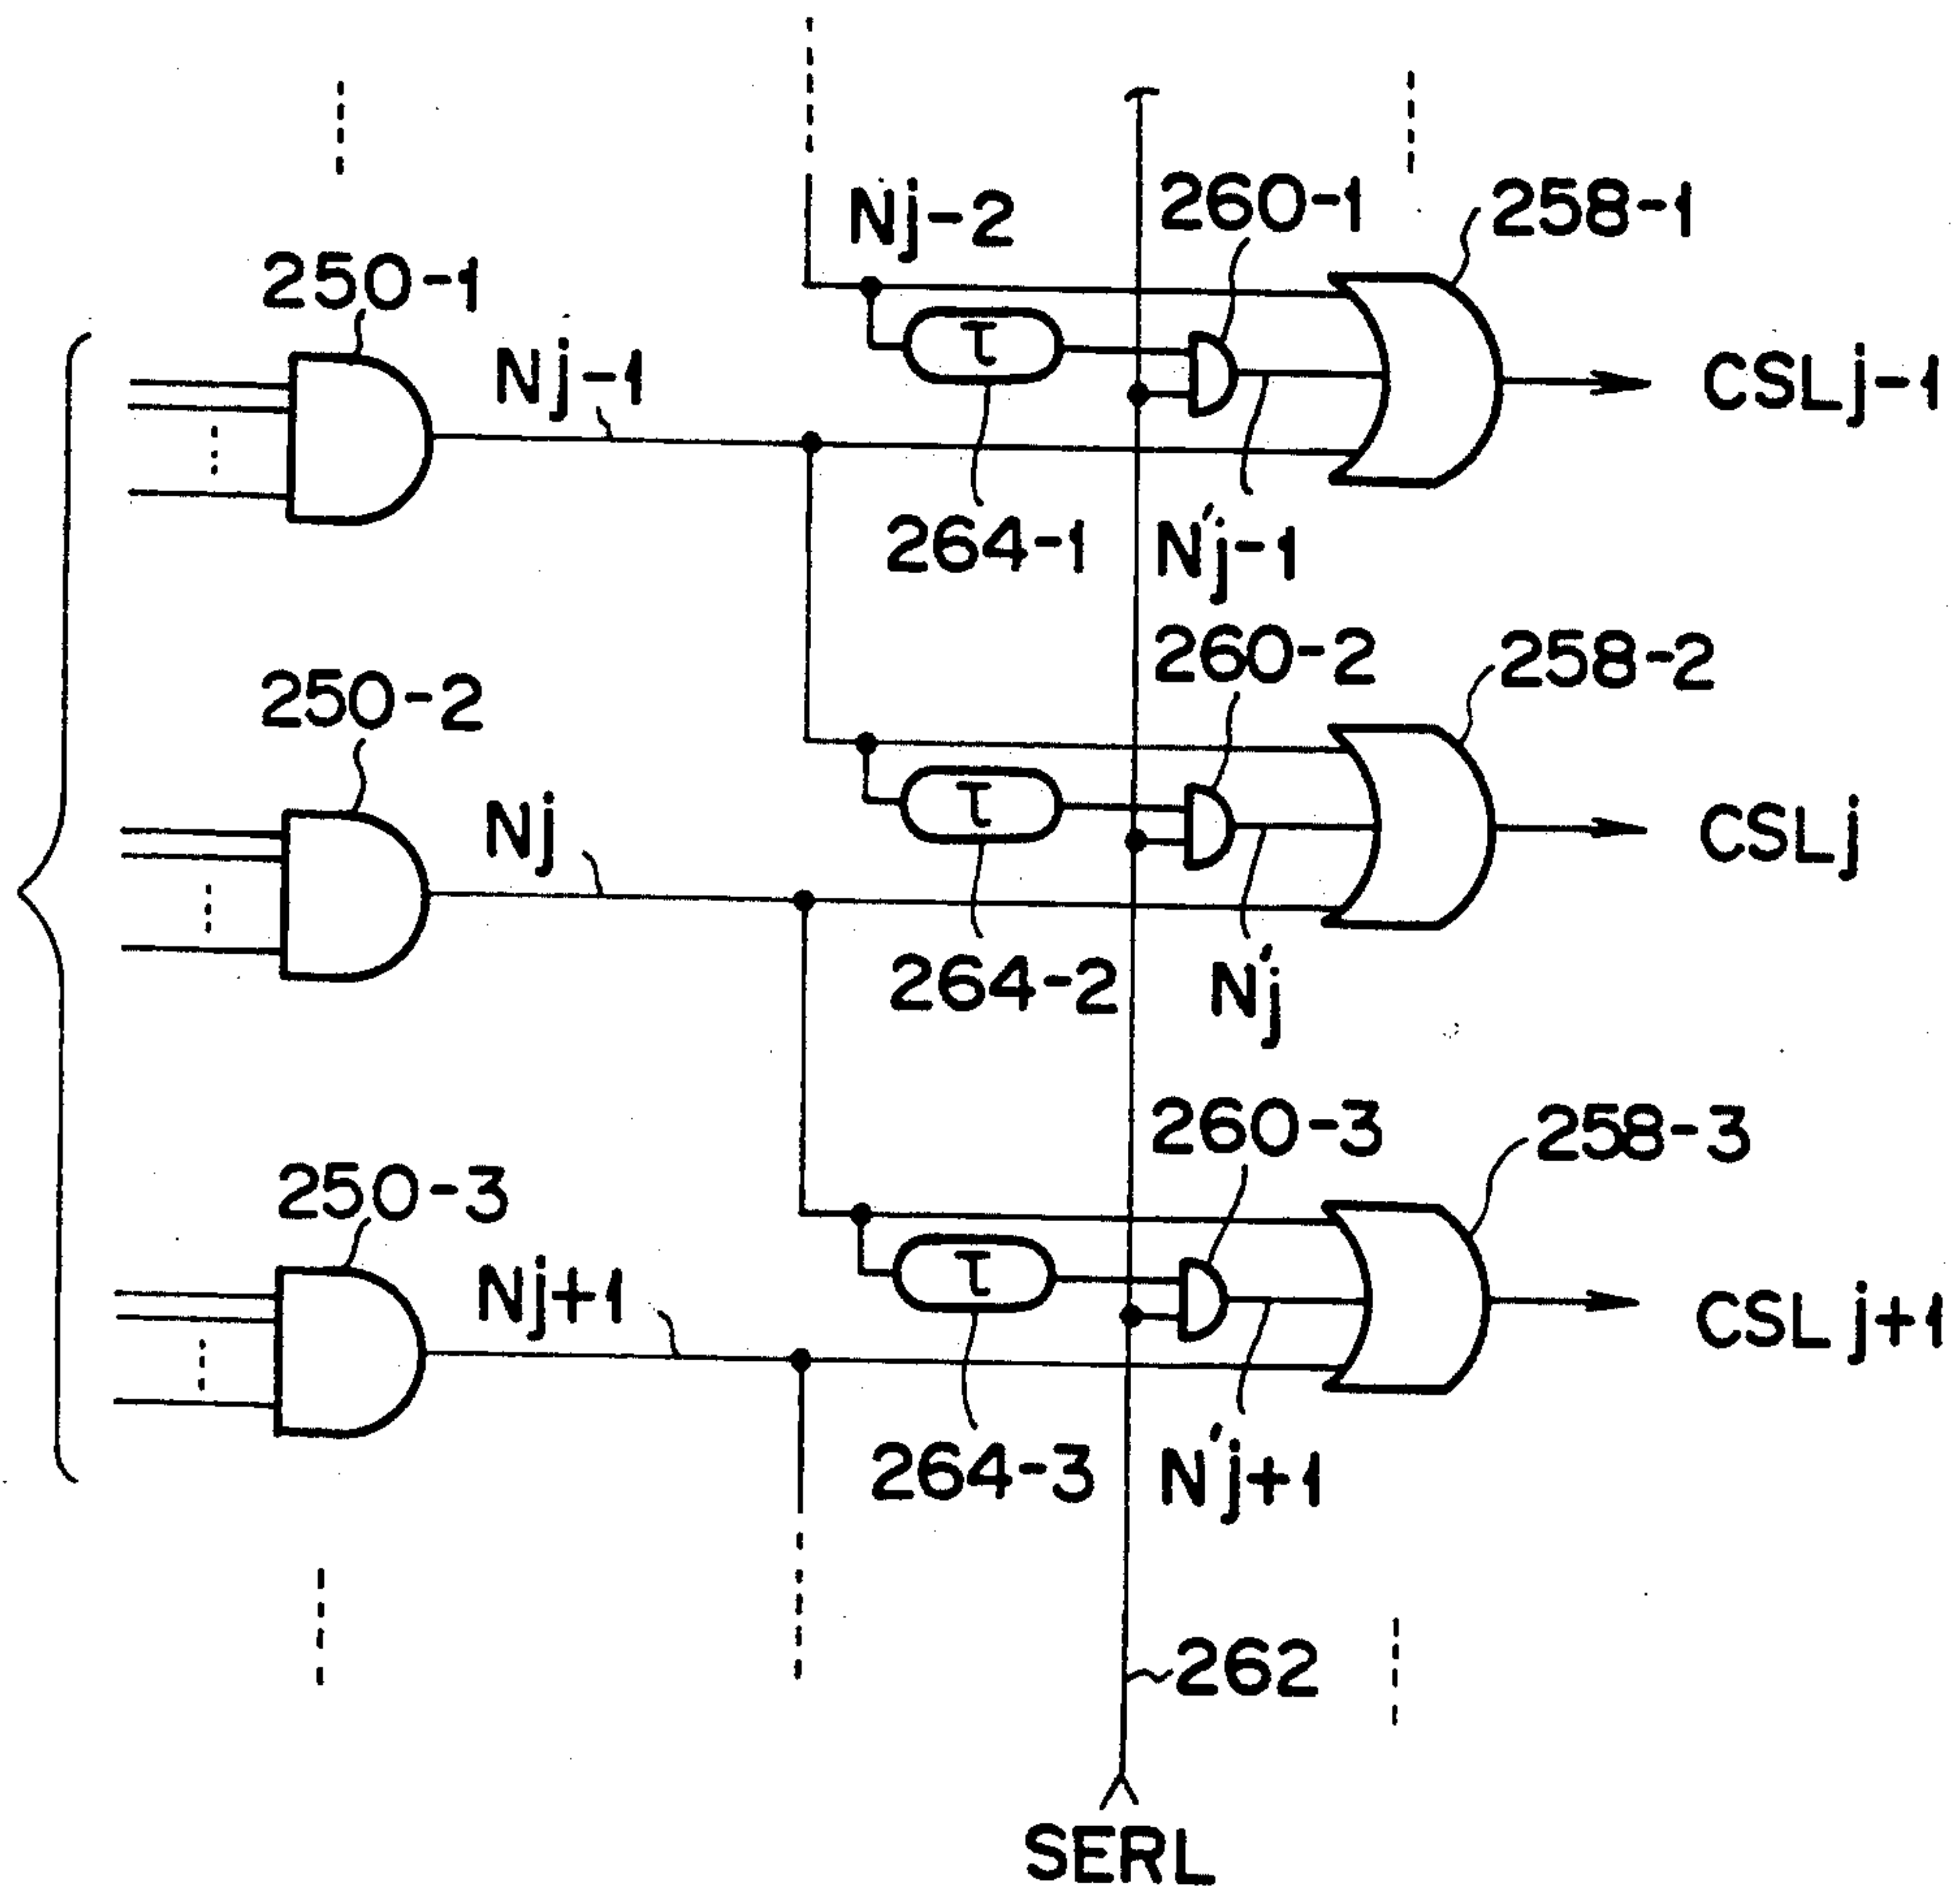 Nj-2
260-1
258-1
250-1
Nj-1
τ
CSLj-1
264-1
N'j-1
260-2
258-2
250-2
Nj
τ
CSLj
264-2
N'j
260-3
258-3
250-3
Nj+1
τ
CSLj+1
264-3
N'j+1
262
SERL